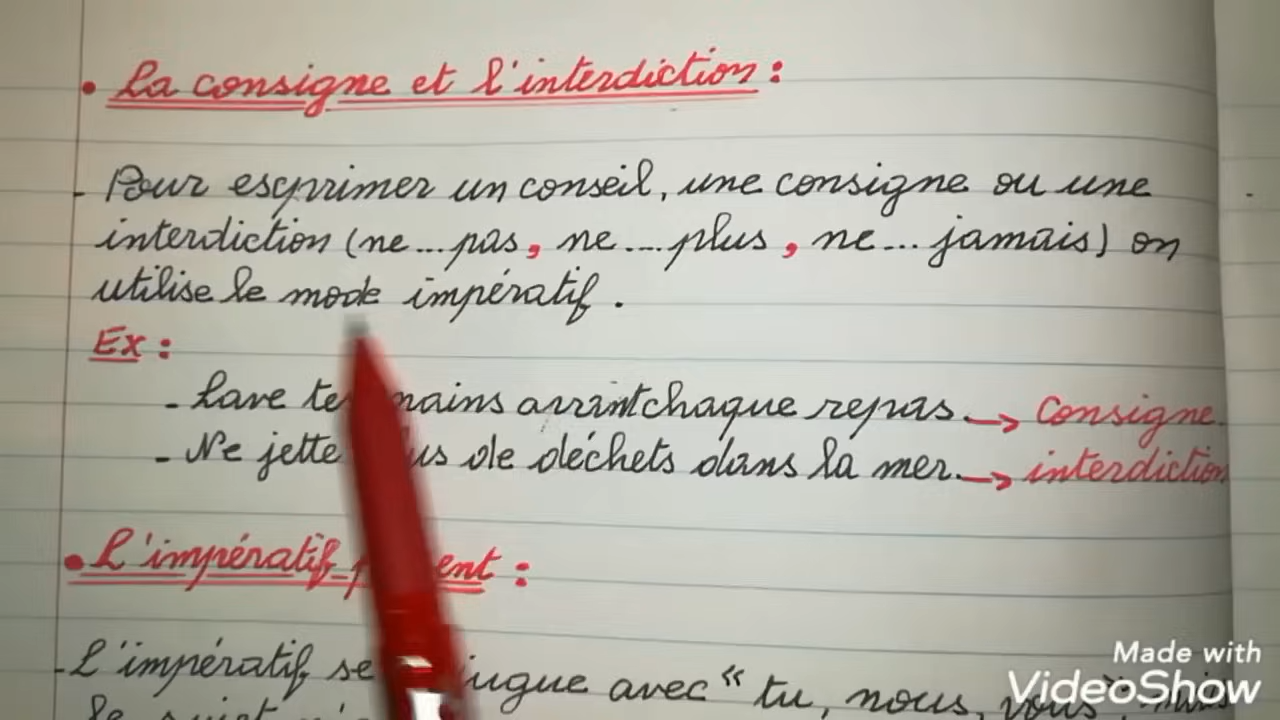 • La consigne et l'interdiction :
- Pour exprimer un conseil, une consigne ou une
interdiction (ne...pas, ne....plus, ne... jamais) on
utilise le mode impératif.
Ex :
- Lave mains avant chaque repas. → Consigne.
- Ne jette de déchets dans la mer. → interdiction
• L'impératif :
- L'impératif se avec " tu, nous, vous"
Made with
VideoShow